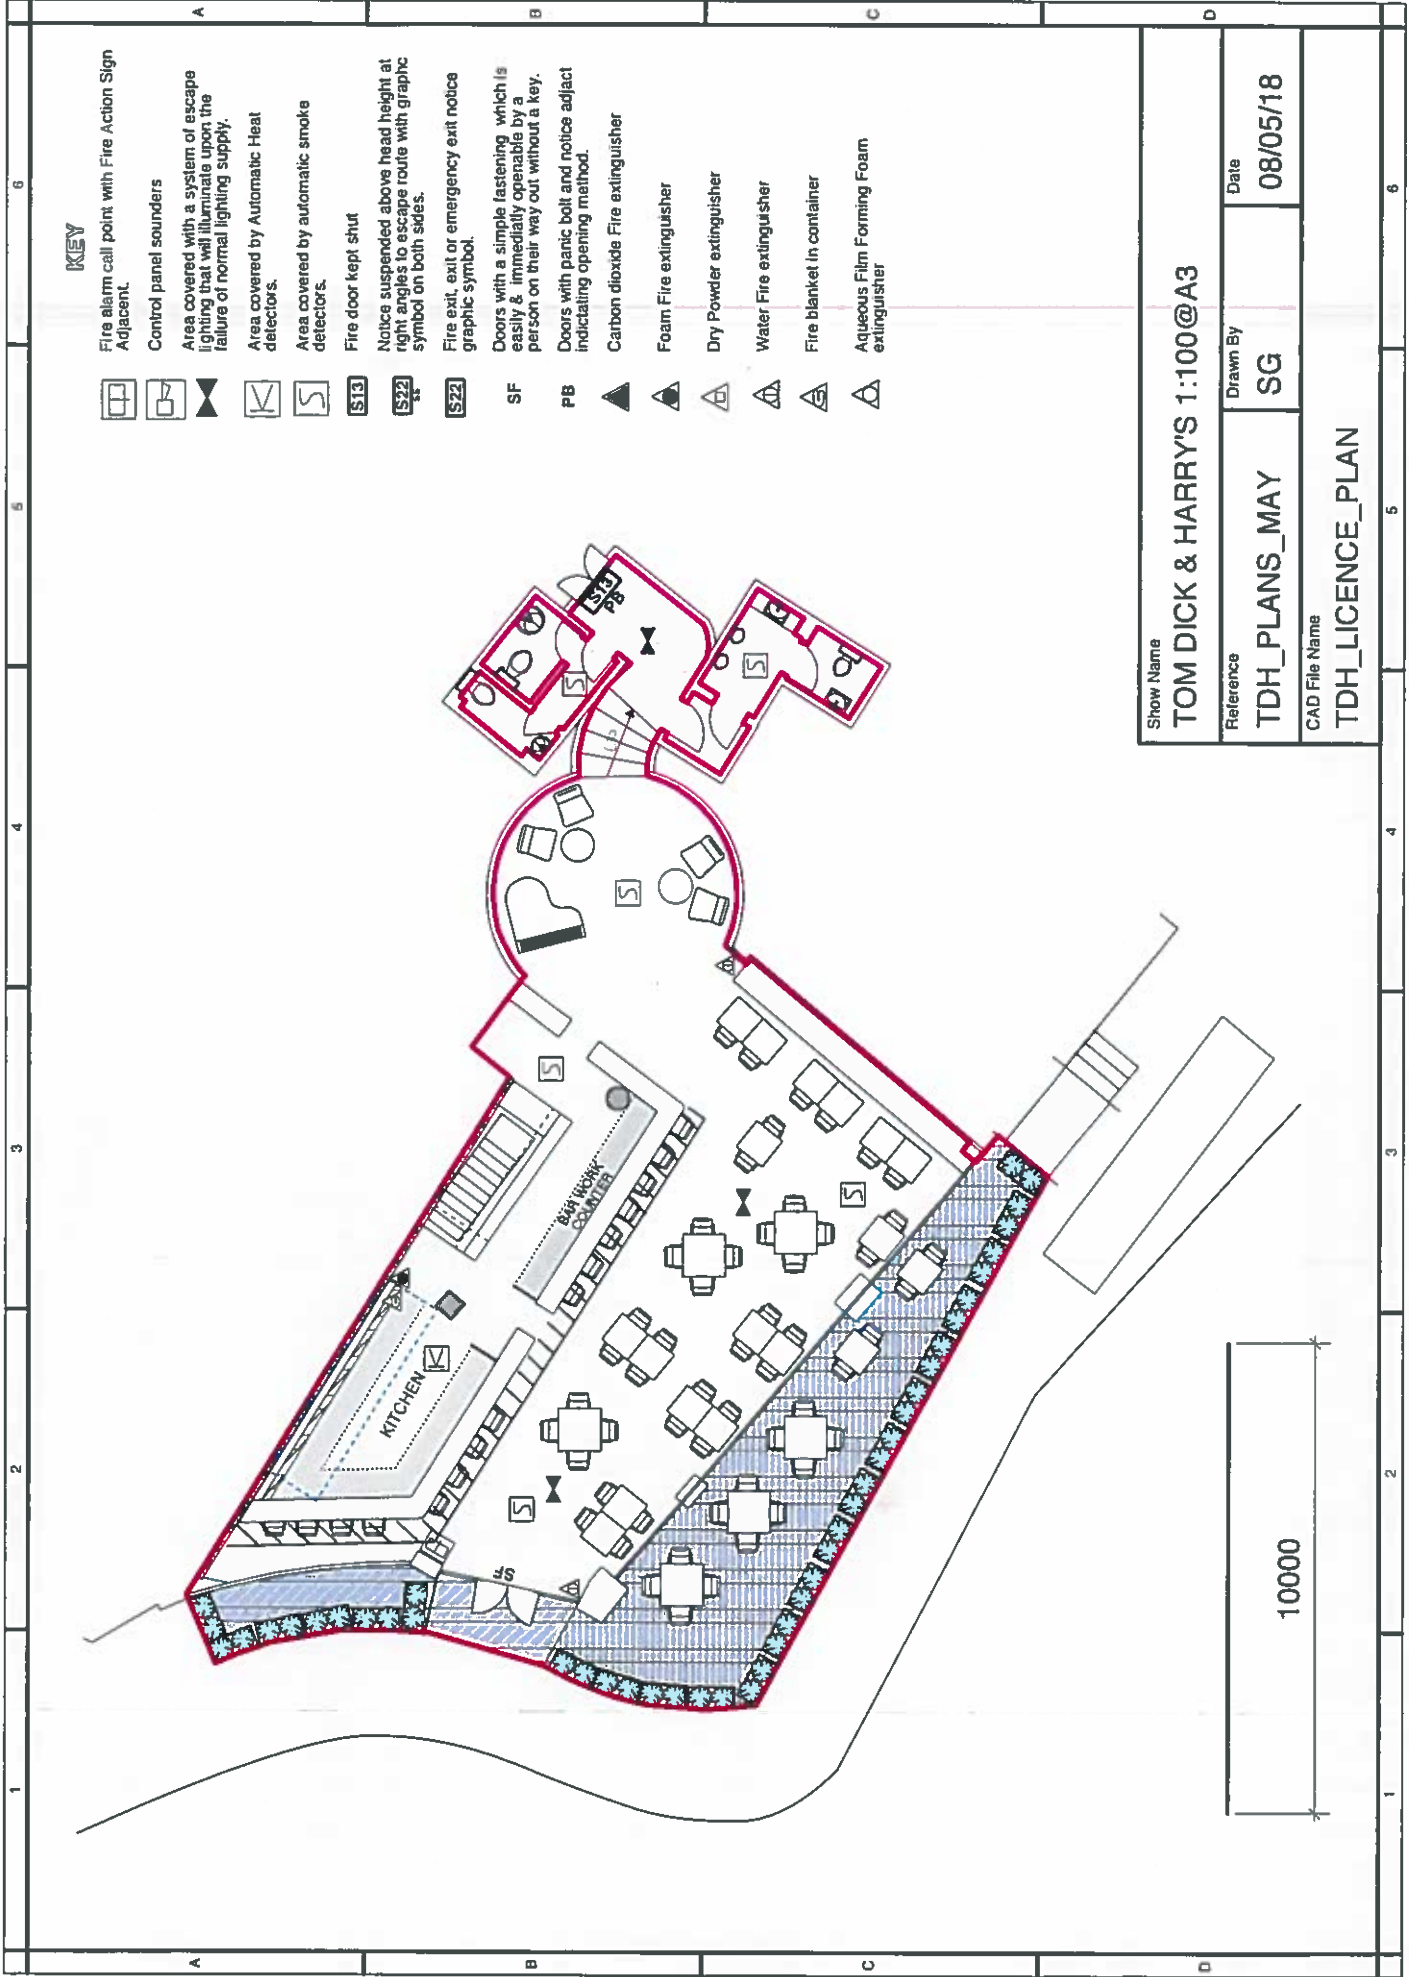 KEY
Fire alarm call point with Fire Action Sign
Adjacent.
Control panel sounders
Area covered with a system of escape
lighting that will illuminate upon the
failure of normal lighting supply.
Area covered by Automatic Heat
detectors.
Area covered by automatic smoke
detectors.
S13
Fire door kept shut
S22
Notice suspended above head height at
right angles to escape route with graphc
symbol on both sides.
S22
Fire exit, exit or emergency exit notice
graphic symbol.
SF
Doors with a simple fastening which is
easily & immediatly openable by a
person on their way out without a key.
PB
Doors with panic bolt and notice adjact
indictating opening method.
Carbon dioxide Fire extinguisher
Foam Fire extinguisher
Dry Powder extinguisher
Water Fire extinguisher
Fire blanket in container
Aqueous Film Forming Foam
extinguisher
S13
PB
S
S
S
S
S
S
K
KITCHEN
BAR WORK
COUNTER
SF
10000
Show Name
TOM DICK & HARRY'S 1:100@A3
Reference
TDH_PLANS_MAY
Drawn By
SG
Date
08/05/18
CAD File Name
TDH_LICENCE_PLAN
1
2
3
4
5
6
1
2
3
4
5
6
A
B
C
D
A
B
C
D